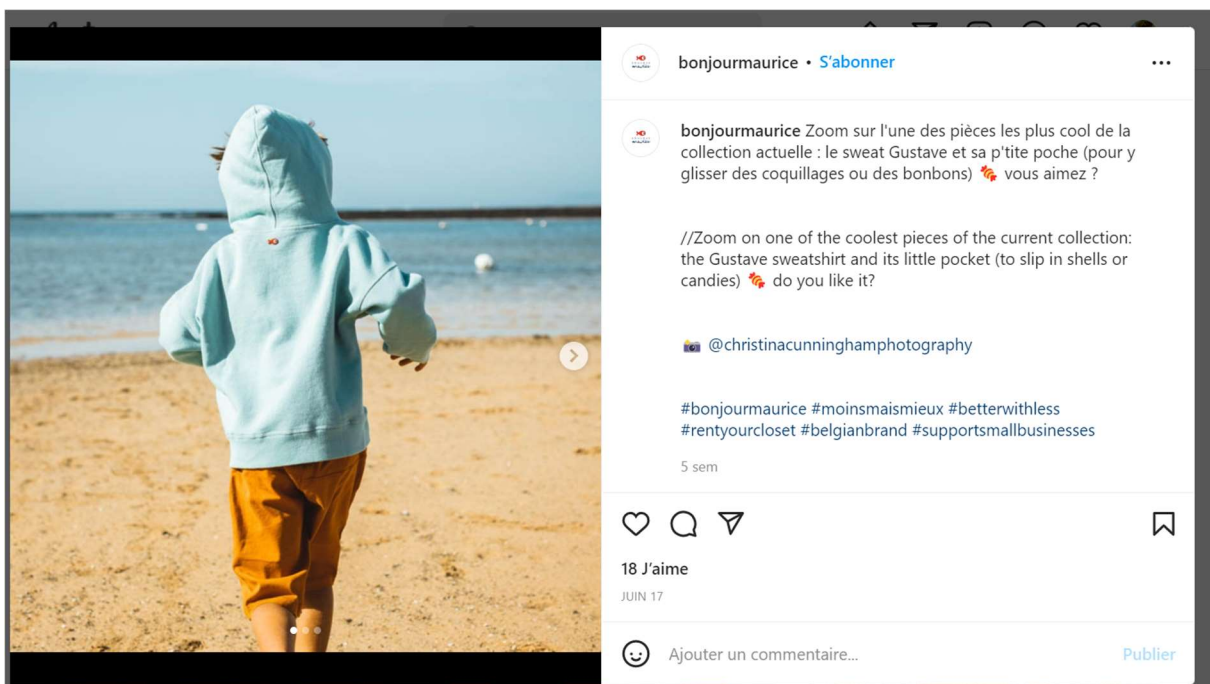 bonjourmaurice • S'abonner
bonjourmaurice Zoom sur l'une des pièces les plus cool de la
collection actuelle : le sweat Gustave et sa p'tite poche (pour y
glisser des coquillages ou des bonbons) 🍬 vous aimez ?
//Zoom on one of the coolest pieces of the current collection:
the Gustave sweatshirt and its little pocket (to slip in shells or
candies) 🍬 do you like it?
📸 @christinacunninghamphotography
#bonjourmaurice #moinsmaismieux #betterwithless
#rentyourcloset #belgianbrand #supportsmallbusinesses
5 sem
18 J'aime
JUIN 17
Ajouter un commentaire...
Publier